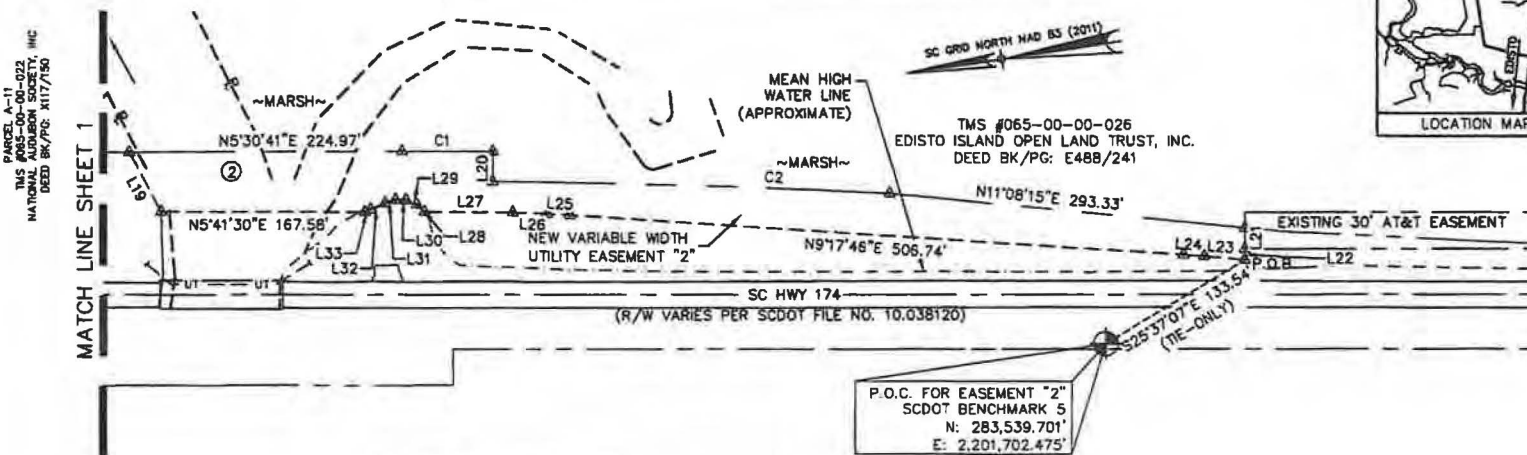 PARCEL A-11
TMS #065-00-00-022
NATIONAL AUDUBON SOCIETY, INC
DEED BK/PG: X117/150
MATCH LINE SHEET 1
~MARSH~
N5°30'41"E 224.97'
C1
2
L19
L20
N5°41'30"E 167.58'
L33
L32
L31
L30
L29
L28
L27
L26
L25
NEW VARIABLE WIDTH
UTILITY EASEMENT "2"
UT
UT
SC GRID NORTH NAD 83 (2011)
MEAN HIGH
WATER LINE
(APPROXIMATE)
TMS #065-00-00-026
EDISTO ISLAND OPEN LAND TRUST, INC.
DEED BK/PG: E488/241
~MARSH~
C2
N11°08'15"E 293.33'
N9°17'46"E 506.74'
L24
L23
L21
L22
EXISTING 30' AT&T EASEMENT
P.O.B.
SC HWY 174
(R/W VARIES PER SCDOT FILE NO. 10.038120)
S25°37'07"E 133.54'
(TIE-ONLY)
P.O.C. FOR EASEMENT "2"
SCDOT BENCHMARK 5
N: 283,539.701'
E: 2,201,702.475'
EDISTO
LOCATION MAP